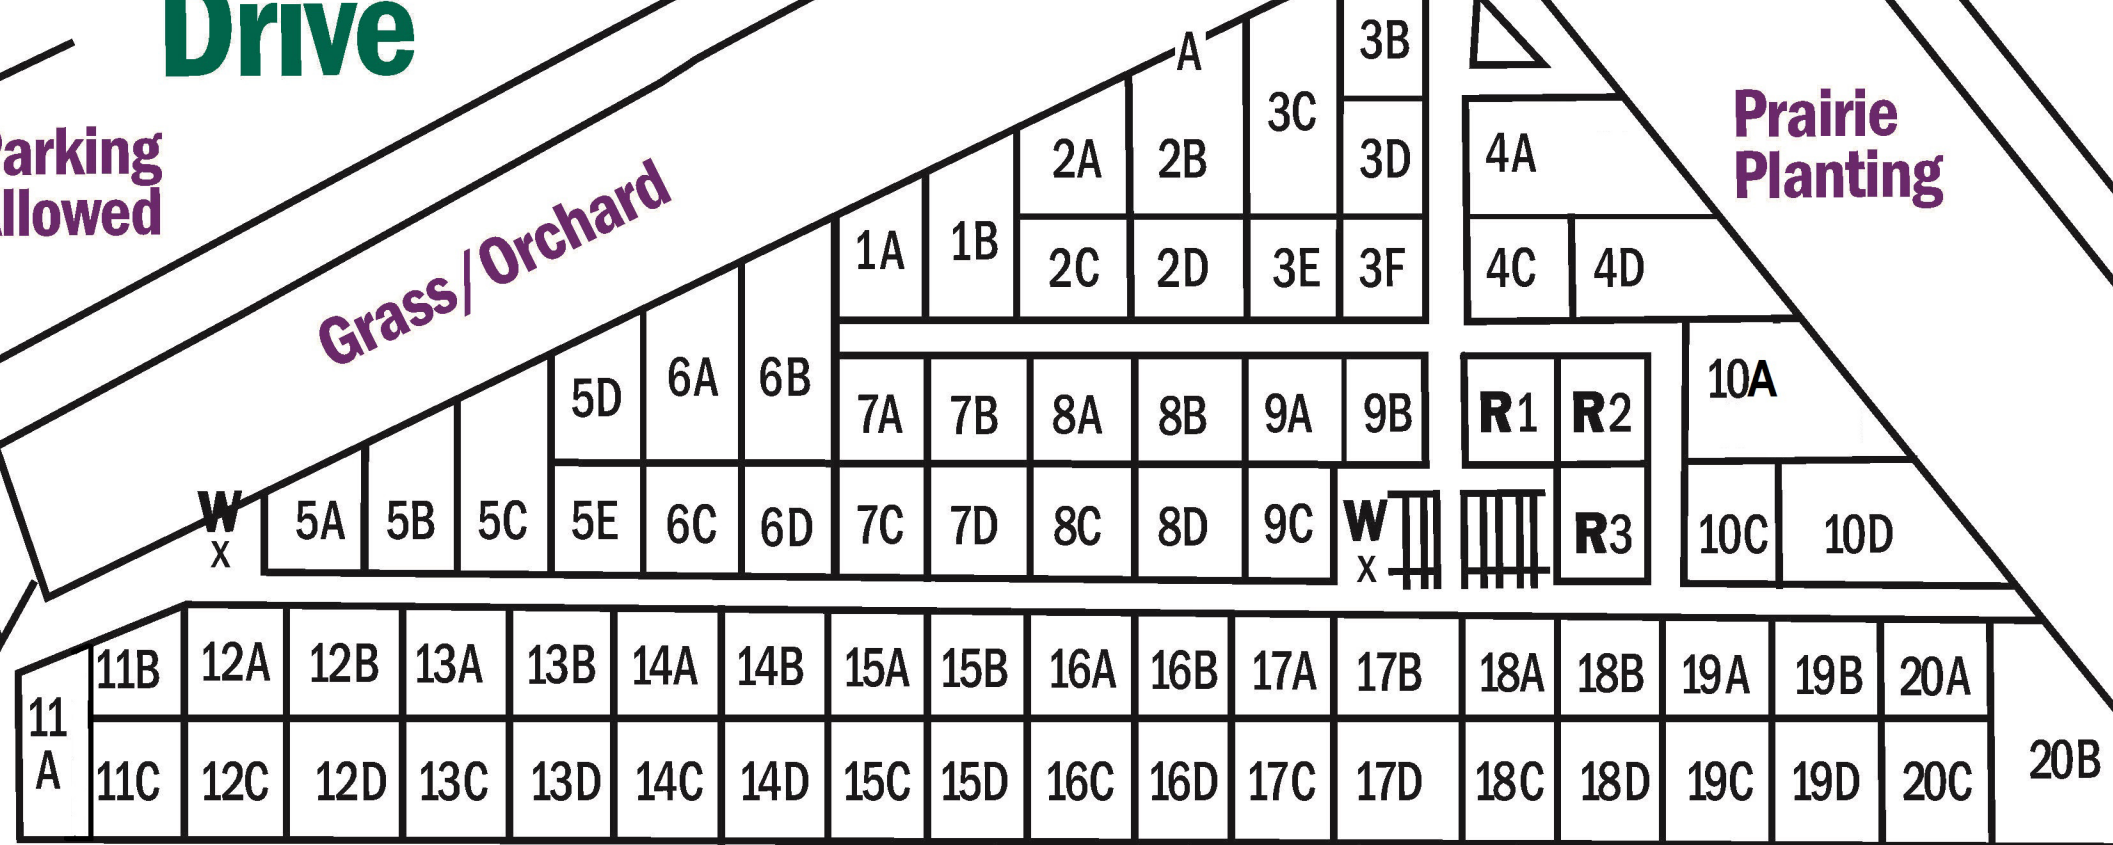 Drive
arking
llowed
Grass/Orchard
Prairie
Planting
A
3B
3C
2A
2B
3D
4A
1A
1B
2C
2D
3E
3F
4C
4D
5D
6A
6B
7A
7B
8A
8B
9A
9B
R1
R2
10A
W
X
5A
5B
5C
5E
6C
6D
7C
7D
8C
8D
9C
W
X
R3
10C
10D
11B
12A
12B
13A
13B
14A
14B
15A
15B
16A
16B
17A
17B
18A
18B
19A
19B
20A
11
A
11C
12C
12D
13C
13D
14C
14D
15C
15D
16C
16D
17C
17D
18C
18D
19C
19D
20C
20B